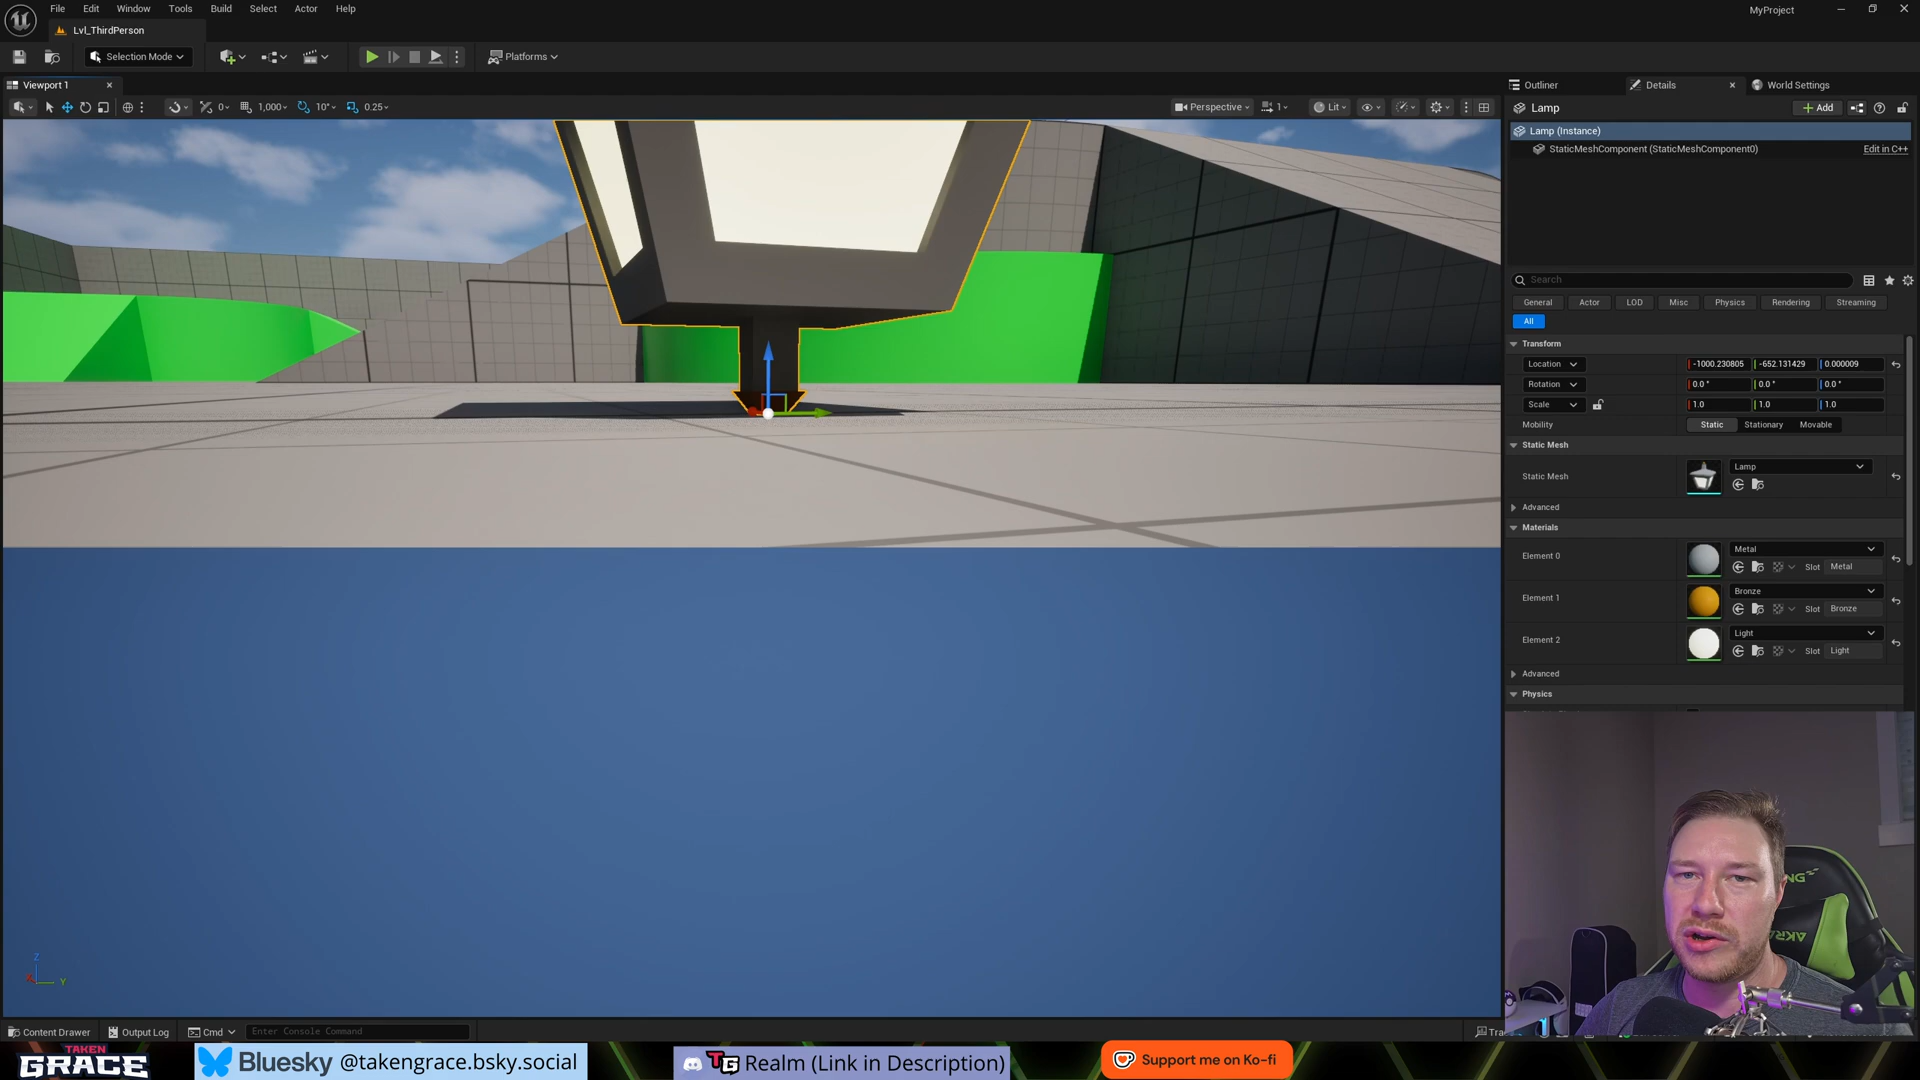 File Edit Window Tools Build Select Actor Help
MyProject
Lvl_ThirdPerson
Selection Mode
Platforms
Viewport 1
0
1,000
10°
0.25
Perspective
1
Lit
Outliner
Details
World Settings
Lamp
Add
Lamp (Instance)
StaticMeshComponent (StaticMeshComponent0)
Edit in C++
Search
General Actor LOD Misc Physics Rendering Streaming
All
Transform
Location -1000.230805 -652.131429 0.000009
Rotation 0.0 ° 0.0 ° 0.0 °
Scale 1.0 1.0 1.0
Mobility Static Stationary Movable
Static Mesh
Static Mesh Lamp
Advanced
Materials
Element 0 Metal
Slot Metal
Element 1 Bronze
Slot Bronze
Element 2 Light
Slot Light
Advanced
Physics
Z
X
Y
Content Drawer Output Log Cmd Enter Console Command
TAKEN
GRACE
Bluesky @takengrace.bsky.social
TG Realm (Link in Description)
Support me on Ko-fi